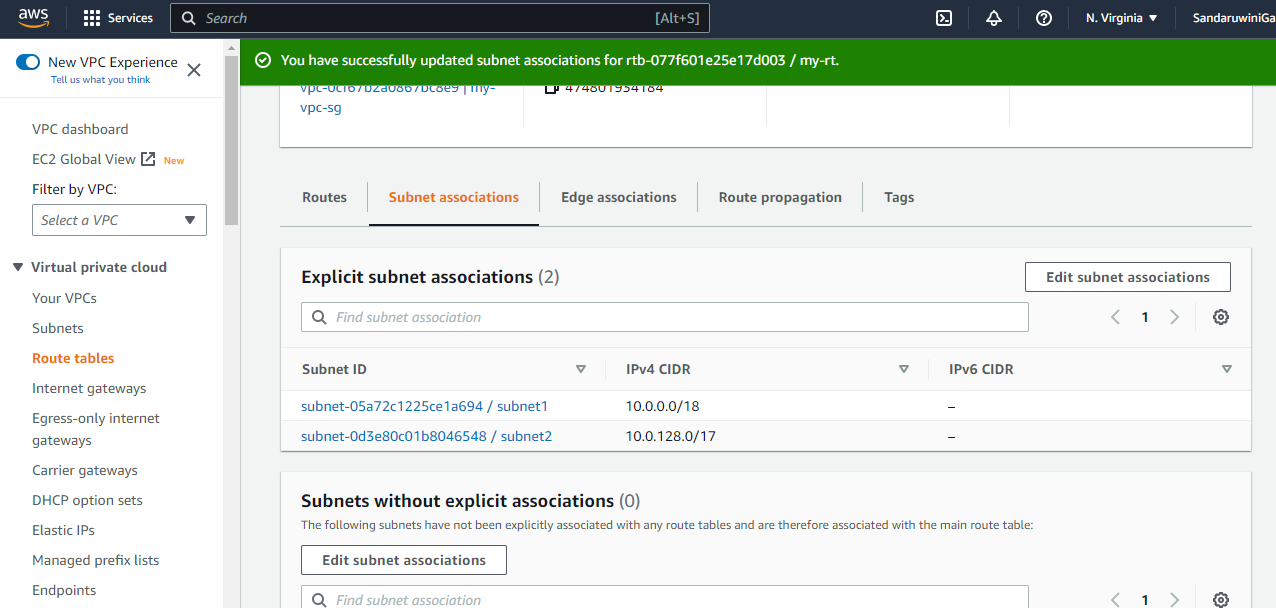 aws
Services
Search
[Alt+S]
N. Virginia
SandaruwiniGa
New VPC Experience
Tell us what you think
You have successfully updated subnet associations for rtb-077f601e25e17d003 / my-rt.
vpc-0cf67b2a0867bc8e9 | my-
vpc-sg
474801934184
VPC dashboard
EC2 Global View New
Filter by VPC:
Select a VPC
Virtual private cloud
Your VPCs
Subnets
Route tables
Internet gateways
Egress-only internet
gateways
Carrier gateways
DHCP option sets
Elastic IPs
Managed prefix lists
Endpoints
Routes
Subnet associations
Edge associations
Route propagation
Tags
Explicit subnet associations (2)
Edit subnet associations
Find subnet association
1
Subnet ID IPv4 CIDR IPv6 CIDR
subnet-05a72c1225ce1a694 / subnet1 10.0.0.0/18 –
subnet-0d3e80c01b8046548 / subnet2 10.0.128.0/17 –
Subnets without explicit associations (0)
The following subnets have not been explicitly associated with any route tables and are therefore associated with the main route table:
Edit subnet associations
Find subnet association
1